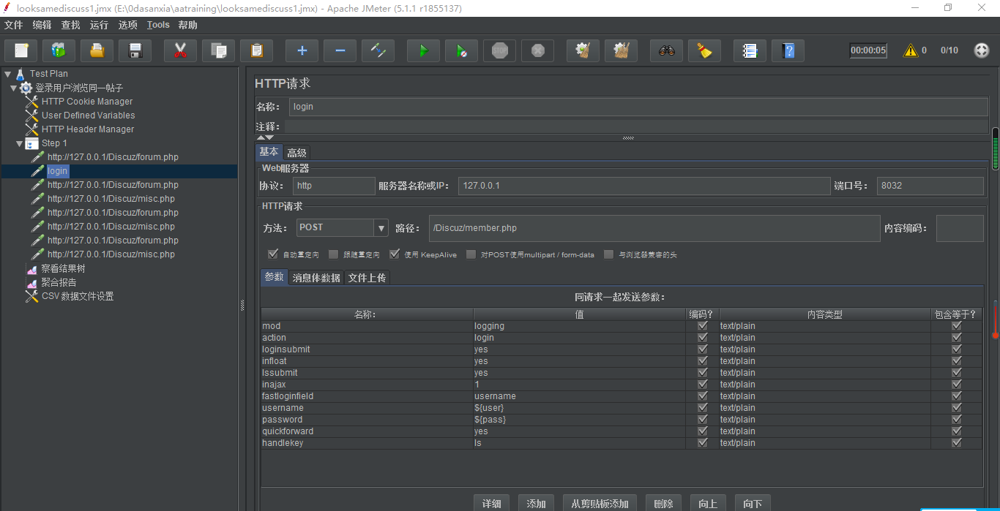 looksamediscuss1.jmx (E:\0dasanxia\aatraining\looksamediscuss1.jmx) - Apache JMeter (5.1.1 r1855137)
文件 编辑 查找 运行 选项 Tools 帮助
STOP 00:00:05 0 0/10
Test Plan
登录用户浏览同一帖子
HTTP Cookie Manager
User Defined Variables
HTTP Header Manager
Step 1
http://127.0.0.1/Discuz/forum.php
login
http://127.0.0.1/Discuz/forum.php
http://127.0.0.1/Discuz/misc.php
http://127.0.0.1/Discuz/forum.php
http://127.0.0.1/Discuz/misc.php
http://127.0.0.1/Discuz/forum.php
http://127.0.0.1/Discuz/misc.php
察看结果树
聚合报告
CSV 数据文件设置
HTTP请求
名称： login
注释：
基本 高级
Web服务器
协议： http 服务器名称或IP： 127.0.0.1 端口号： 8032
HTTP请求
方法： POST 路径： /Discuz/member.php 内容编码：
自动重定向 跟随重定向 使用 KeepAlive 对POST使用multipart / form-data 与浏览器兼容的头
参数 消息体数据 文件上传
同请求一起发送参数：
名称： 值 编码？ 内容类型 包含等于？
mod logging text/plain
action login text/plain
loginsubmit yes text/plain
infloat yes text/plain
lssubmit yes text/plain
inajax 1 text/plain
fastloginfield username text/plain
username ${user} text/plain
password ${pass} text/plain
quickforward yes text/plain
handlekey ls text/plain
详细 添加 从剪贴板添加 删除 向上 向下